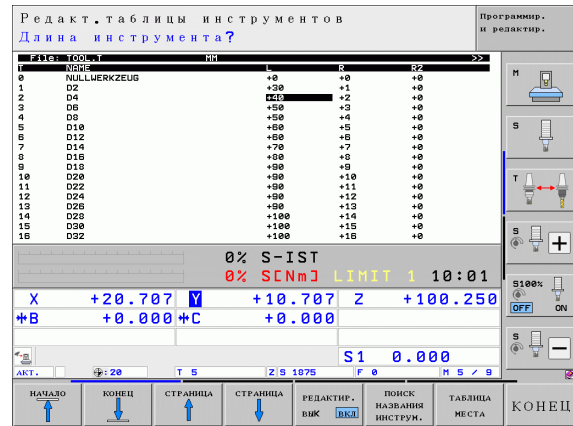 Редакт.таблицы инструментов
Длина инструмента?
Программир.
и редактир.
File: TOOL.T MM >>
T NAME L R R2
0 NULLWERKZEUG +0 +0 +0
1 D2 +30 +1 +0
2 D4 +40 +2 +0
3 D6 +50 +3 +0
4 D8 +50 +4 +0
5 D10 +60 +5 +0
6 D12 +60 +6 +0
7 D14 +70 +7 +0
8 D16 +80 +8 +0
9 D18 +90 +9 +0
10 D20 +90 +10 +0
11 D22 +90 +11 +0
12 D24 +90 +12 +0
13 D26 +90 +13 +0
14 D28 +100 +14 +0
15 D30 +100 +15 +0
16 D32 +100 +16 +0
0% S-IST
0% S[Nm] LIMIT 1 10:01
X +20.707 Y +10.707 Z +100.250
+B +0.000 +C +0.000
S1 0.000
АКТ. : 20 T 5 Z S 1875 F 0 M 5 / 9
M
S
T
S
+
S100%
OFF ON
S
−
НАЧАЛО
КОНЕЦ
СТРАНИЦА
СТРАНИЦА
РЕДАКТИР.
ВЫК ВКЛ
ПОИСК
НАЗВАНИЯ
ИНСТРУМ.
ТАБЛИЦА
МЕСТА
КОНЕЦ